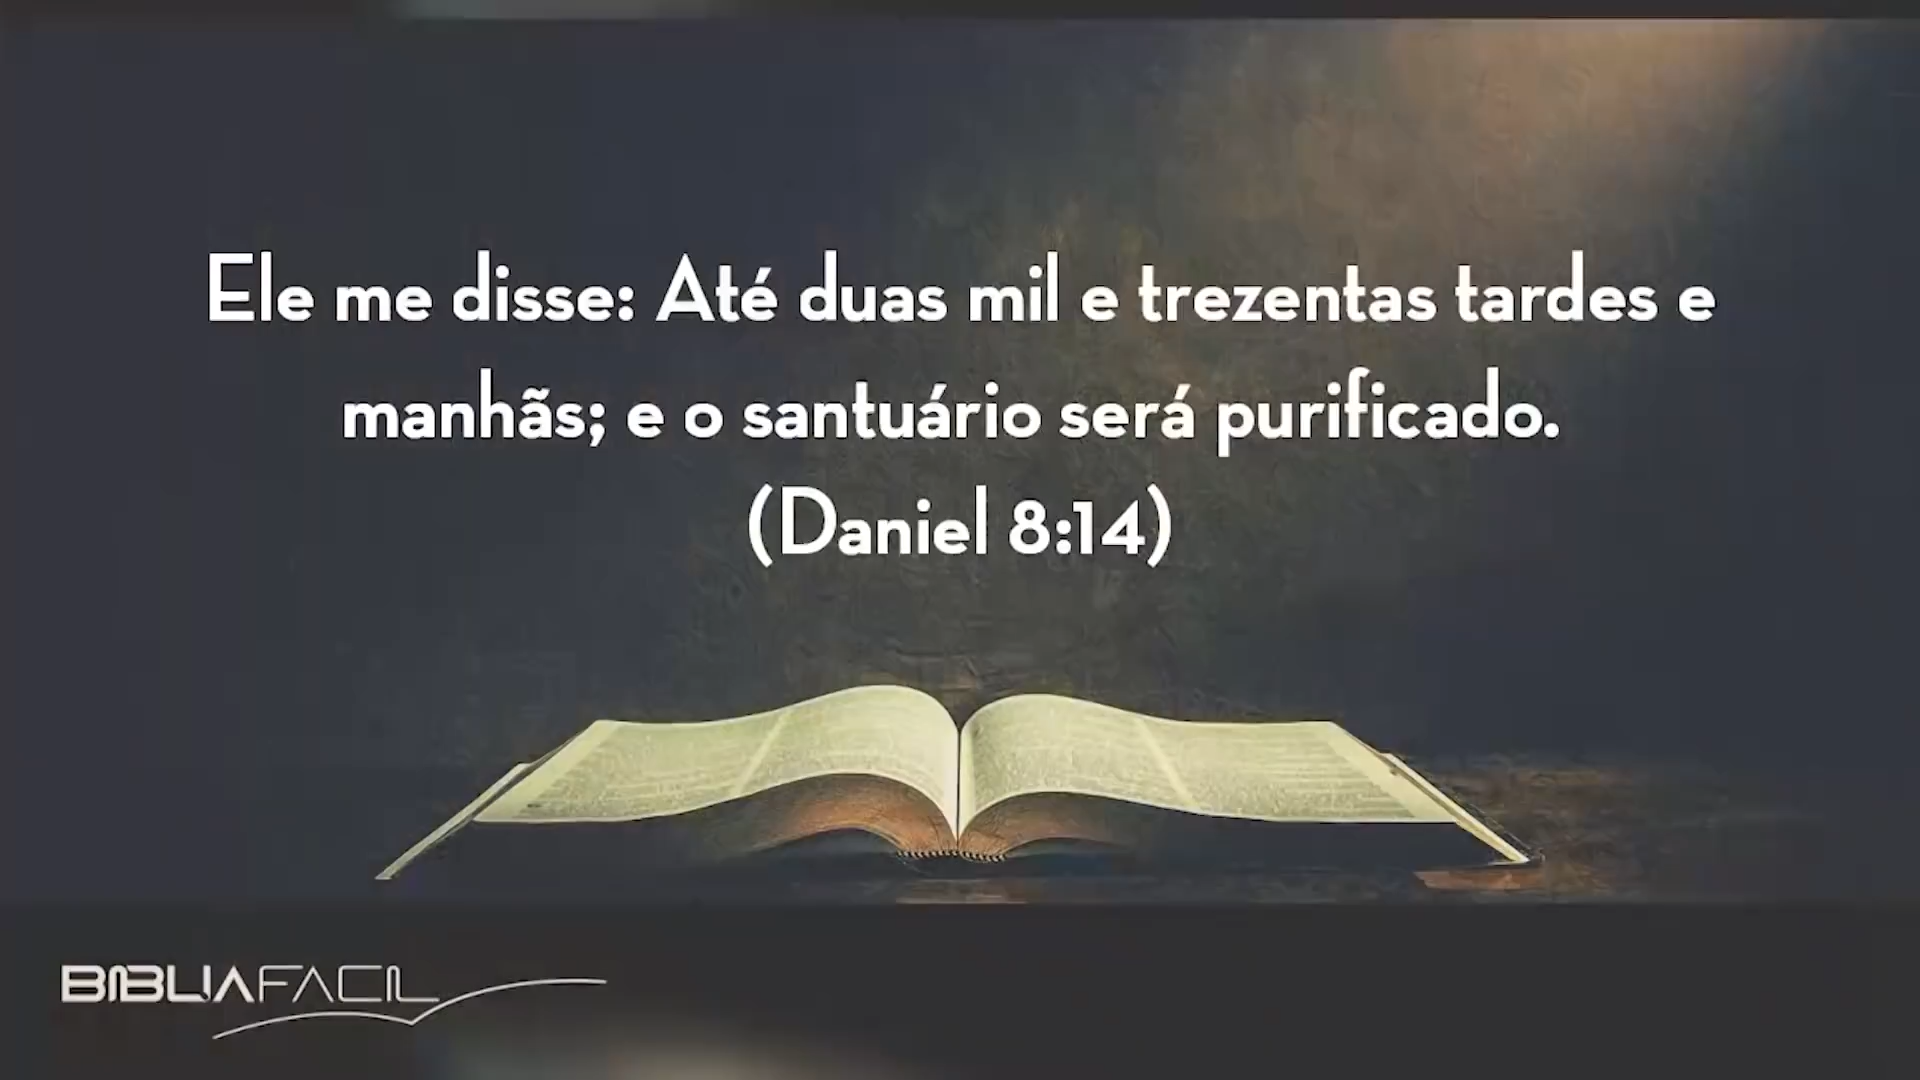 Ele me disse: Até duas mil e trezentas tardes e
manhãs; e o santuário será purificado.
(Daniel 8:14)
BIBLIAFACIL